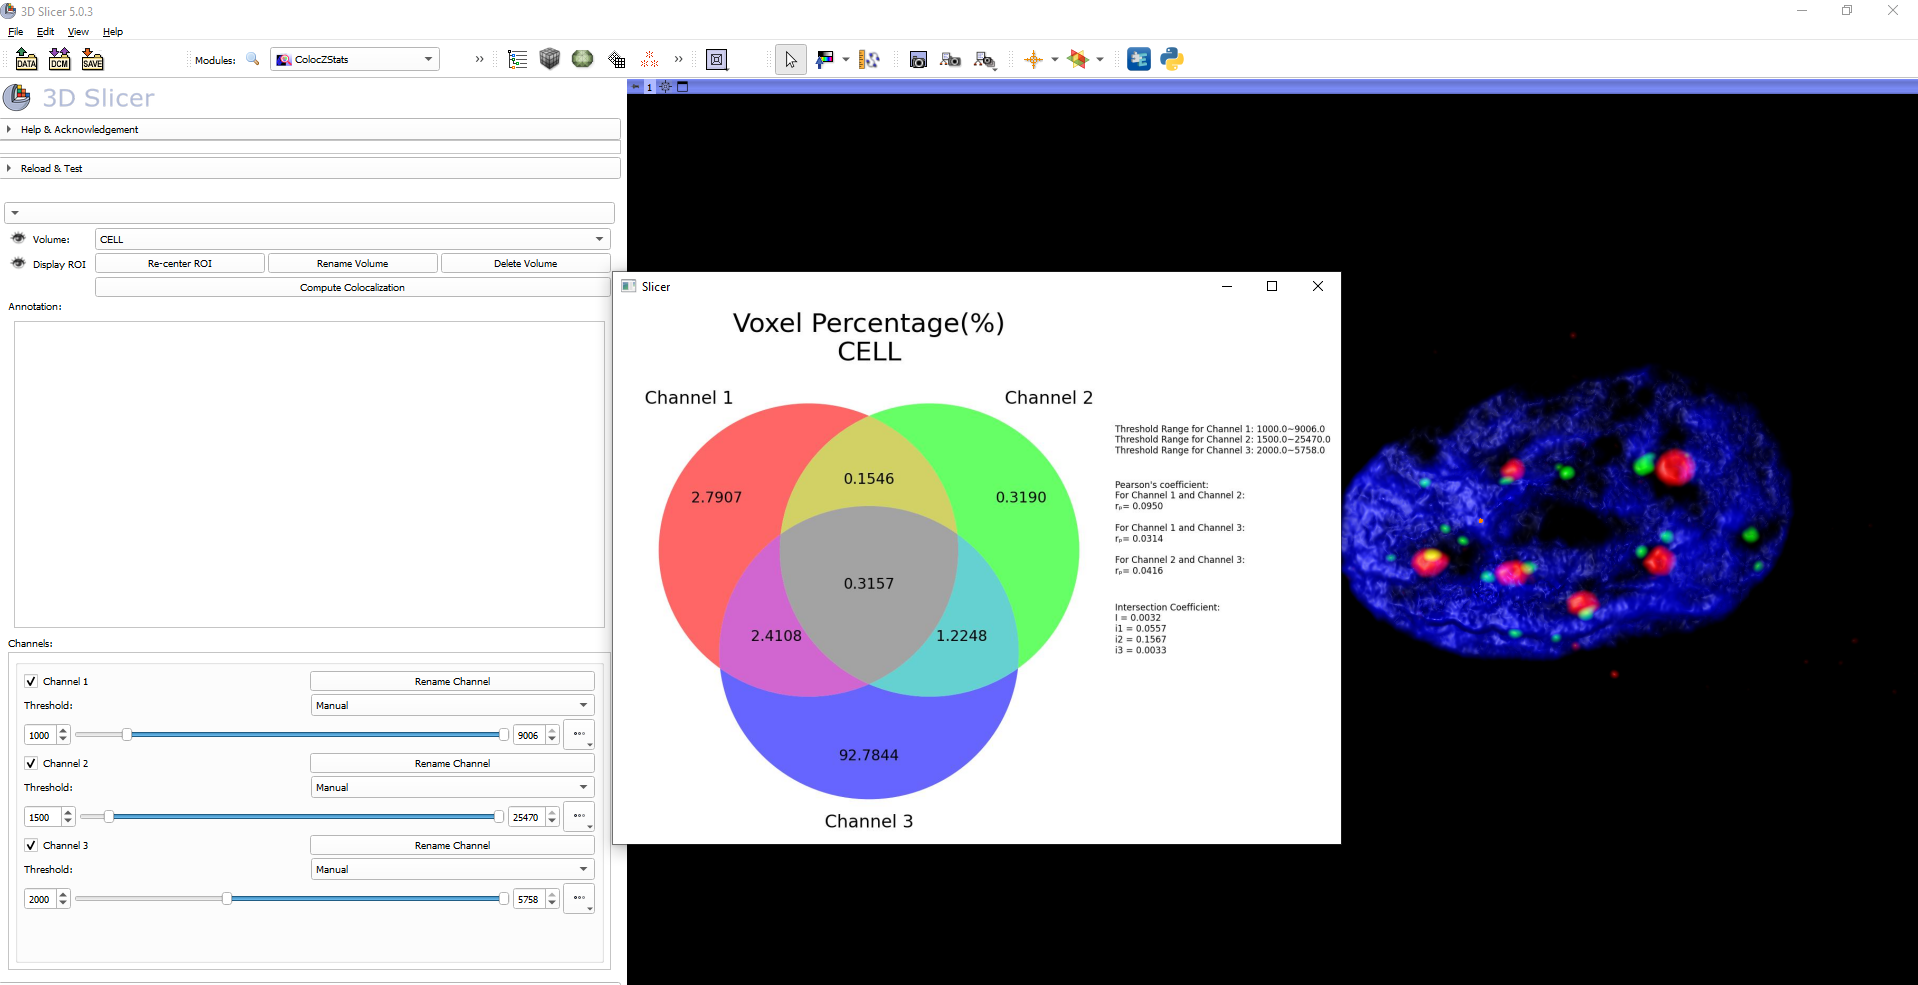 3D Slicer 5.0.3
File Edit View Help
DATA DCM SAVE Modules: ColocZStats
3D Slicer
1
Help & Acknowledgement
Reload & Test
Volume: CELL
Display ROI Re-center ROI Rename Volume Delete Volume
Compute Colocalization
Annotation:
Channels:
Channel 1 Rename Channel
Threshold: Manual
1000 9006
Channel 2 Rename Channel
Threshold: Manual
1500 25470
Channel 3 Rename Channel
Threshold: Manual
2000 5758
Slicer
Voxel Percentage(%)
CELL
Channel 1
Channel 2
2.7907
0.1546
0.3190
0.3157
2.4108
1.2248
92.7844
Channel 3
Threshold Range for Channel 1: 1000.0~9006.0
Threshold Range for Channel 2: 1500.0~25470.0
Threshold Range for Channel 3: 2000.0~5758.0
Pearson's coefficient:
For Channel 1 and Channel 2:
rₚ= 0.0950
For Channel 1 and Channel 3:
rₚ= 0.0314
For Channel 2 and Channel 3:
rₚ= 0.0416
Intersection Coefficient:
I = 0.0032
i1 = 0.0557
i2 = 0.1567
i3 = 0.0033